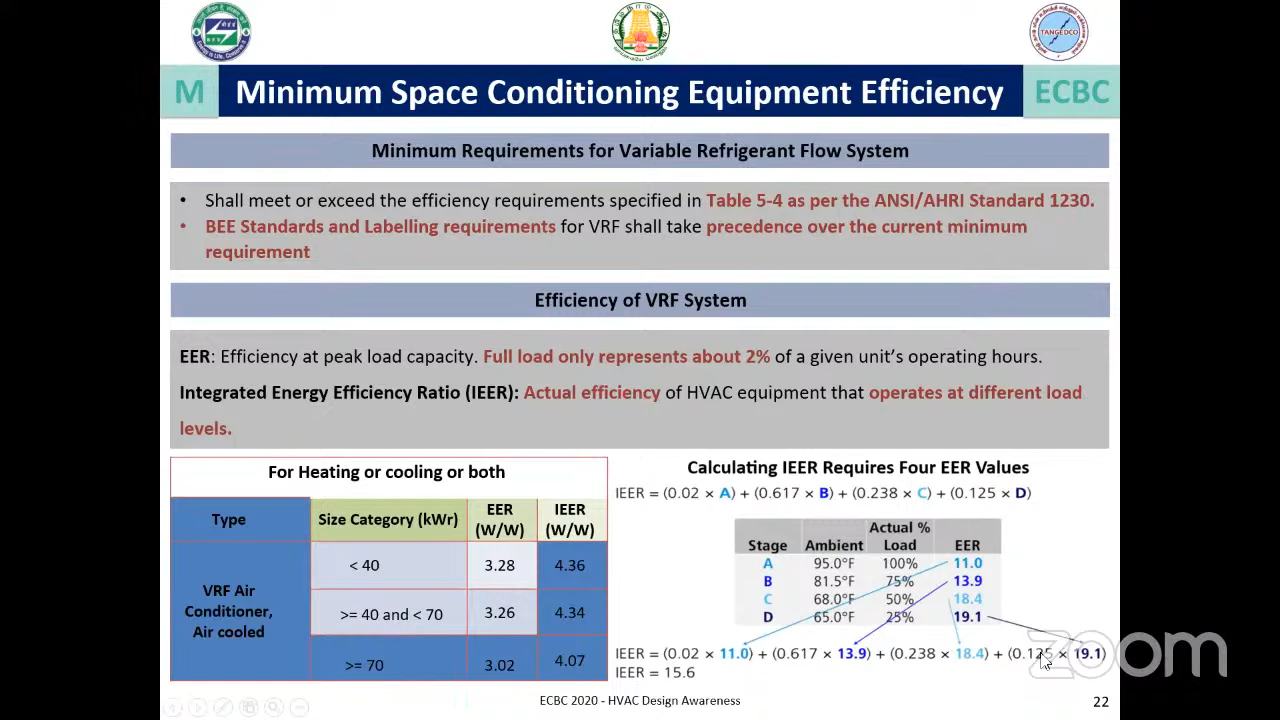 TANGEDCO
M Minimum Space Conditioning Equipment Efficiency ECBC
Minimum Requirements for Variable Refrigerant Flow System
• Shall meet or exceed the efficiency requirements specified in Table 5-4 as per the ANSI/AHRI Standard 1230.
• BEE Standards and Labelling requirements for VRF shall take precedence over the current minimum
requirement
Efficiency of VRF System
EER: Efficiency at peak load capacity. Full load only represents about 2% of a given unit's operating hours.
Integrated Energy Efficiency Ratio (IEER): Actual efficiency of HVAC equipment that operates at different load
levels.
For Heating or cooling or both
Type Size Category (kWr) EER (W/W) IEER (W/W)
VRF Air Conditioner, Air cooled
< 40 3.28 4.36
>= 40 and < 70 3.26 4.34
>= 70 3.02 4.07
Calculating IEER Requires Four EER Values
IEER = (0.02 × A) + (0.617 × B) + (0.238 × C) + (0.125 × D)
Stage Ambient Actual % Load EER
A 95.0°F 100% 11.0
B 81.5°F 75% 13.9
C 68.0°F 50% 18.4
D 65.0°F 25% 19.1
IEER = (0.02 × 11.0) + (0.617 × 13.9) + (0.238 × 18.4) + (0.125 × 19.1)
IEER = 15.6
zoom
ECBC 2020 - HVAC Design Awareness
22